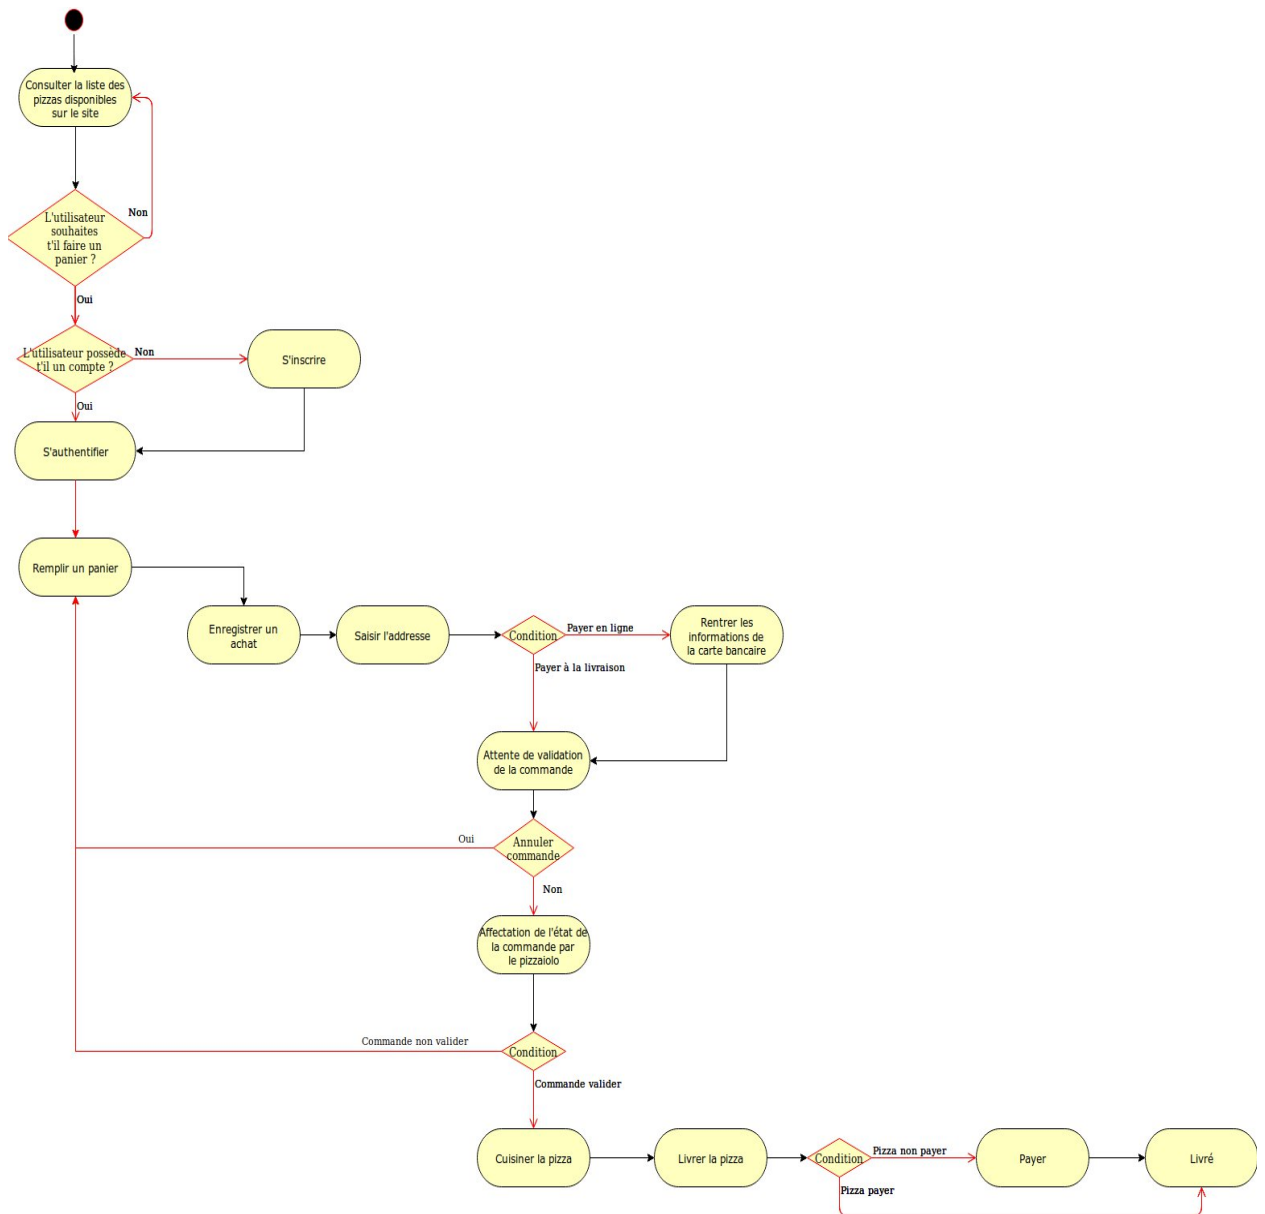 Consulter la liste des
pizzas disponibles
sur le site
L'utilisateur
souhaites
t'il faire un
panier ?
Non
Oui
L'utilisateur possède
t'il un compte ?
Non
S'inscrire
Oui
S'authentifier
Remplir un panier
Enregistrer un
achat
Saisir l'addresse
Condition
Payer en ligne
Rentrer les
informations de
la carte bancaire
Payer à la livraison
Attente de validation
de la commande
Oui
Annuler
commande
Non
Affectation de l'état de
la commande par
le pizzaiolo
Commande non valider
Condition
Commande valider
Cuisiner la pizza
Livrer la pizza
Condition
Pizza non payer
Payer
Livré
Pizza payer